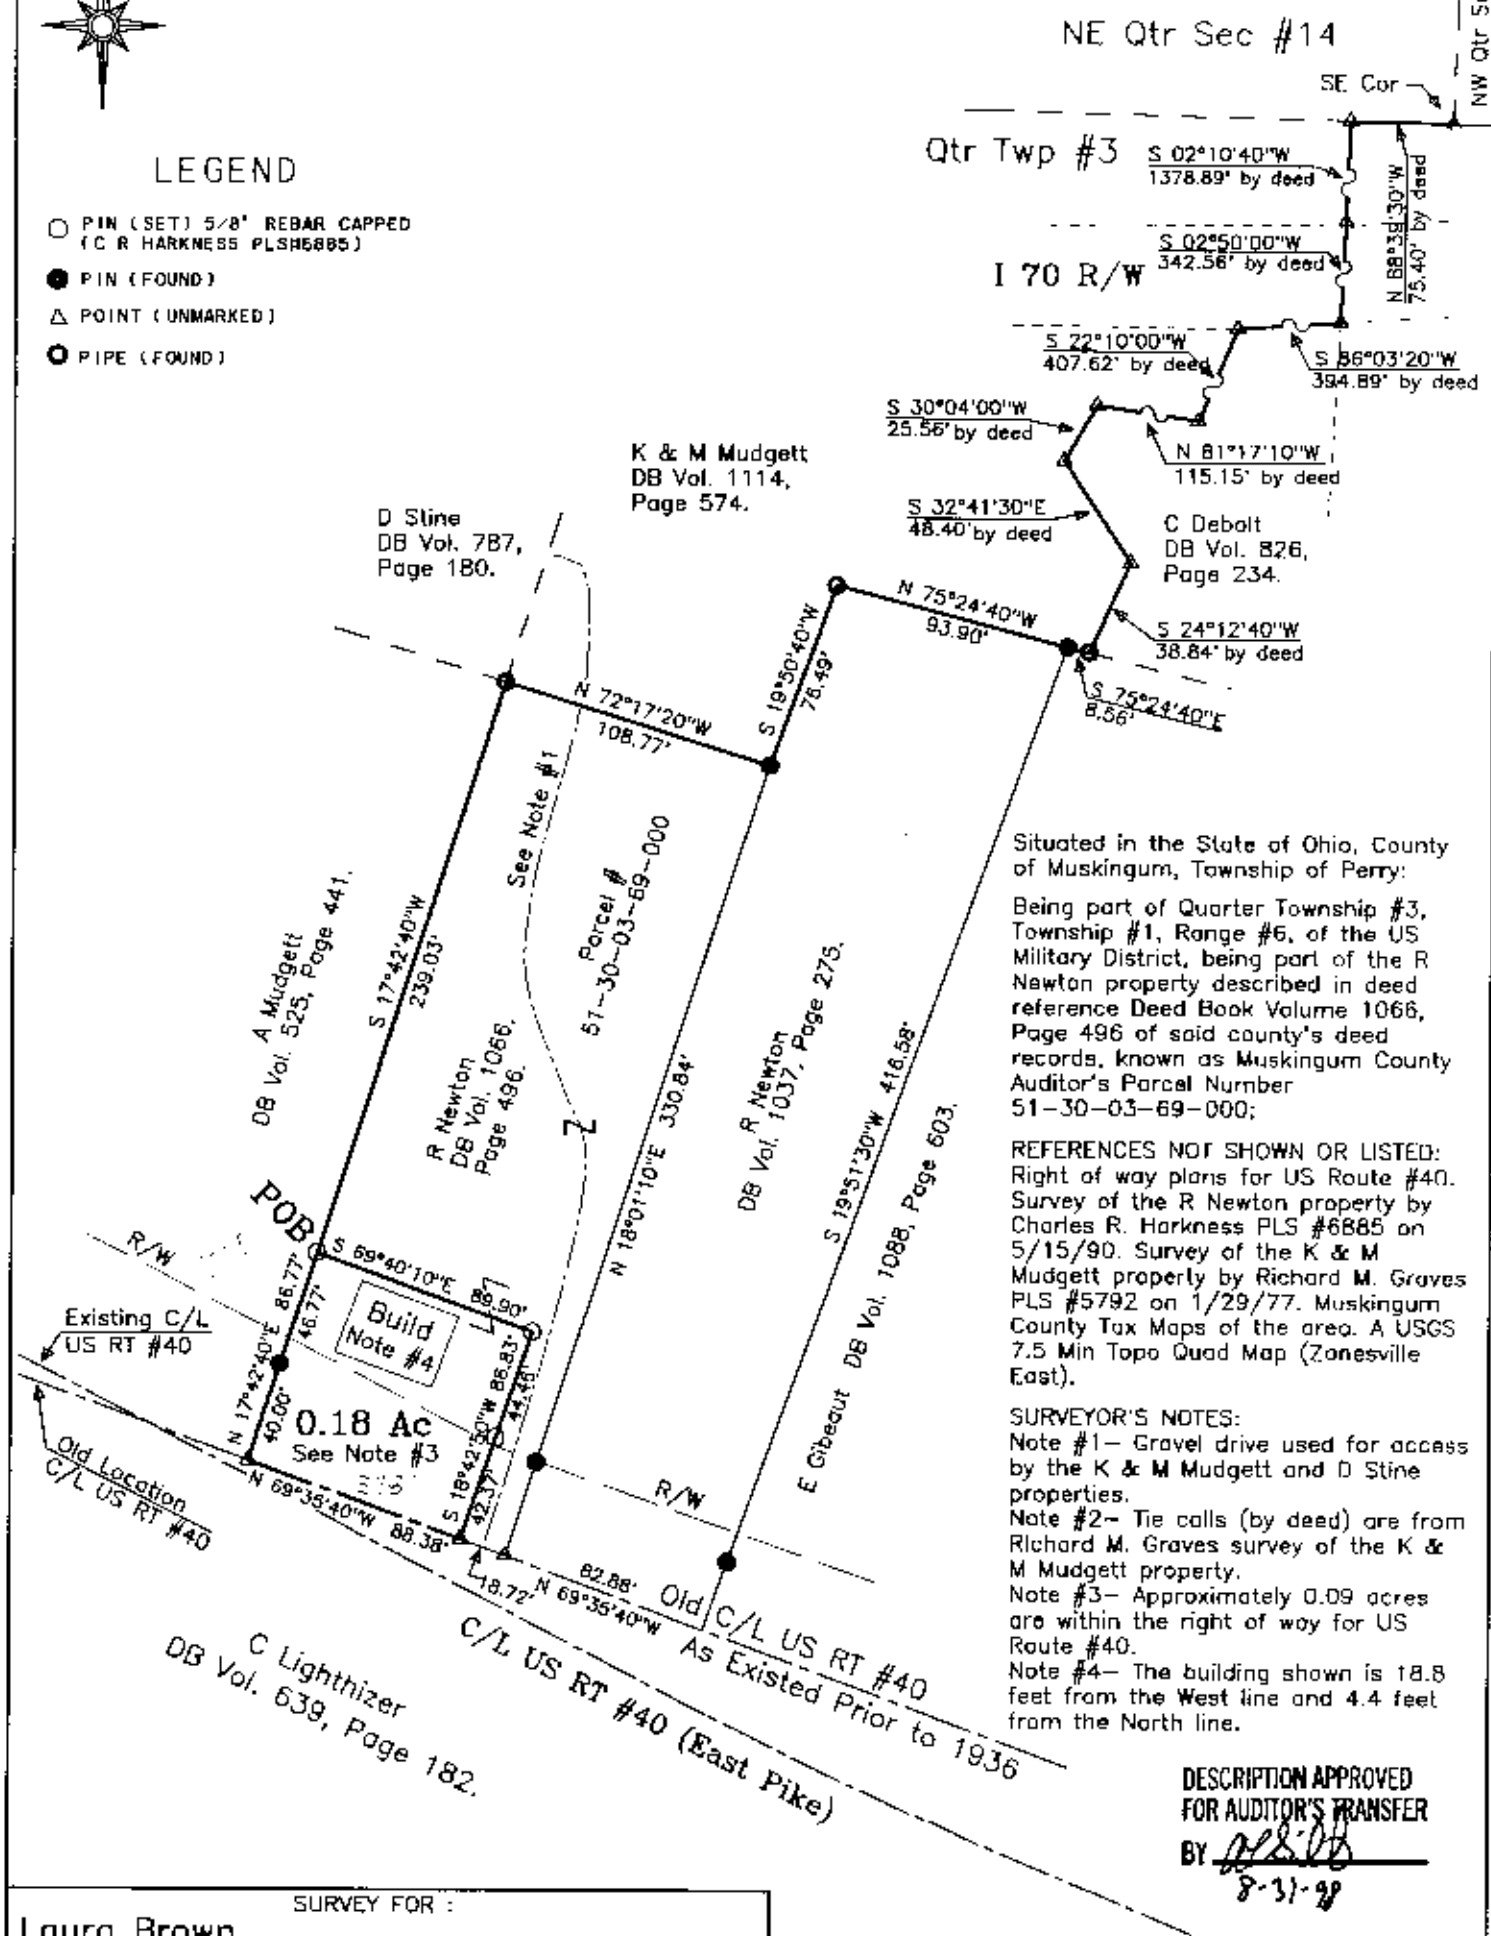 NE Qtr Sec #14
NW Qtr
SE Cor
Qtr Twp #3
S 02°10'40"W
1378.89' by deed
N 88°39'30"W
75.40' by deed
S 02°50'00"W
342.56' by deed
I 70 R/W
S 22°10'00"W
407.62' by deed
S 86°03'20"W
394.89' by deed
S 30°04'00"W
25.56' by deed
N 81°17'10"W
115.15' by deed
S 32°41'30"E
48.40' by deed
LEGEND
PIN (SET) 5/8" REBAR CAPPED
(C R HARKNESS PLS#6885)
PIN (FOUND)
POINT (UNMARKED)
PIPE (FOUND)
K & M Mudgett
DB Vol. 1114,
Page 574.
D Stine
DB Vol. 787,
Page 180.
C Debolt
DB Vol. 826,
Page 234.
N 75°24'40"W
93.90'
S 24°12'40"W
38.84' by deed
S 75°24'40"E
8.56'
S 19°50'40"W
76.49'
N 72°17'20"W
108.77'
See Note #1
Parcel #
51-30-03-69-000
S 17°42'40"W
239.03'
A Mudgett
DB Vol. 525, Page 441.
R Newton
DB Vol. 1066,
Page 496.
R Newton
DB Vol. 1037, Page 275.
N 18°01'10"E 330.84'
S 19°51'30"W 416.58'
E Gibeaut DB Vol. 1088, Page 603.
Situated in the State of Ohio, County
of Muskingum, Township of Perry:
Being part of Quarter Township #3,
Township #1, Range #6, of the US
Military District, being part of the R
Newton property described in deed
reference Deed Book Volume 1066,
Page 496 of said county's deed
records, known as Muskingum County
Auditor's Parcel Number
51-30-03-69-000;
REFERENCES NOT SHOWN OR LISTED:
Right of way plans for US Route #40.
Survey of the R Newton property by
Charles R. Harkness PLS #6885 on
5/15/90. Survey of the K & M
Mudgett property by Richard M. Graves
PLS #5792 on 1/29/77. Muskingum
County Tax Maps of the area. A USGS
7.5 Min Topo Quad Map (Zanesville
East).
SURVEYOR'S NOTES:
Note #1- Gravel drive used for access
by the K & M Mudgett and D Stine
properties.
Note #2- Tie calls (by deed) are from
Richard M. Graves survey of the K &
M Mudgett property.
Note #3- Approximately 0.09 acres
are within the right of way for US
Route #40.
Note #4- The building shown is 18.8
feet from the West line and 4.4 feet
from the North line.
POB
R/W
S 69°40'10"E
89.90'
Build
Note #4
N 17°42'40"E 86.77'
46.77'
40.00'
0.18 Ac
See Note #3
S 18°42'50"W 86.83'
44.46'
42.37'
N 69°35'40"W 88.38'
Existing C/L
US RT #40
Old Location
C/L US RT #40
18.72'
82.88'
N 69°35'40"W
R/W
Old C/L US RT #40
As Existed Prior to 1936
C/L US RT #40 (East Pike)
C Lighthizer
DB Vol. 639, Page 182.
DESCRIPTION APPROVED
FOR AUDITOR'S TRANSFER
BY
8-31-98
SURVEY FOR :
Laura Brown